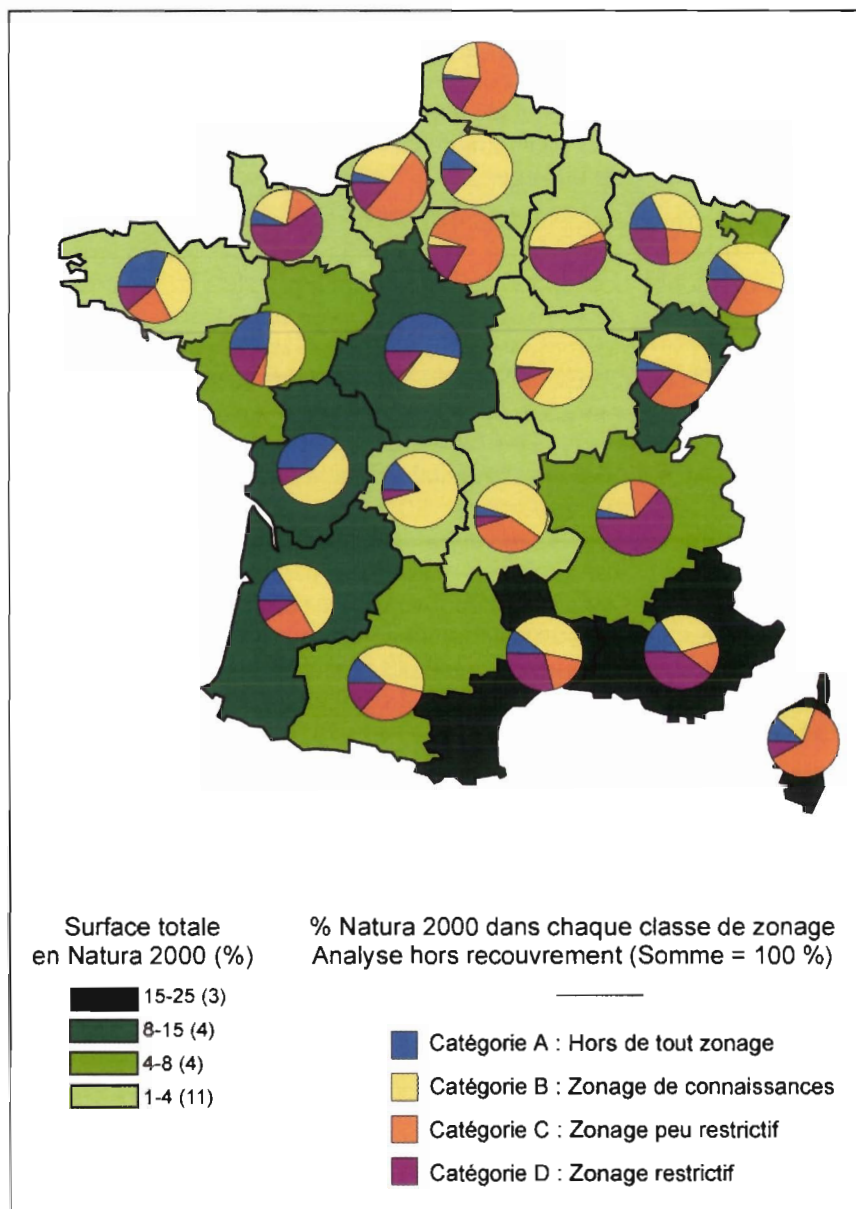 Surface totale
en Natura 2000 (%)
15-25 (3)
8-15 (4)
4-8 (4)
1-4 (11)
% Natura 2000 dans chaque classe de zonage
Analyse hors recouvrement (Somme = 100 %)
Catégorie A : Hors de tout zonage
Catégorie B : Zonage de connaissances
Catégorie C : Zonage peu restrictif
Catégorie D : Zonage restrictif